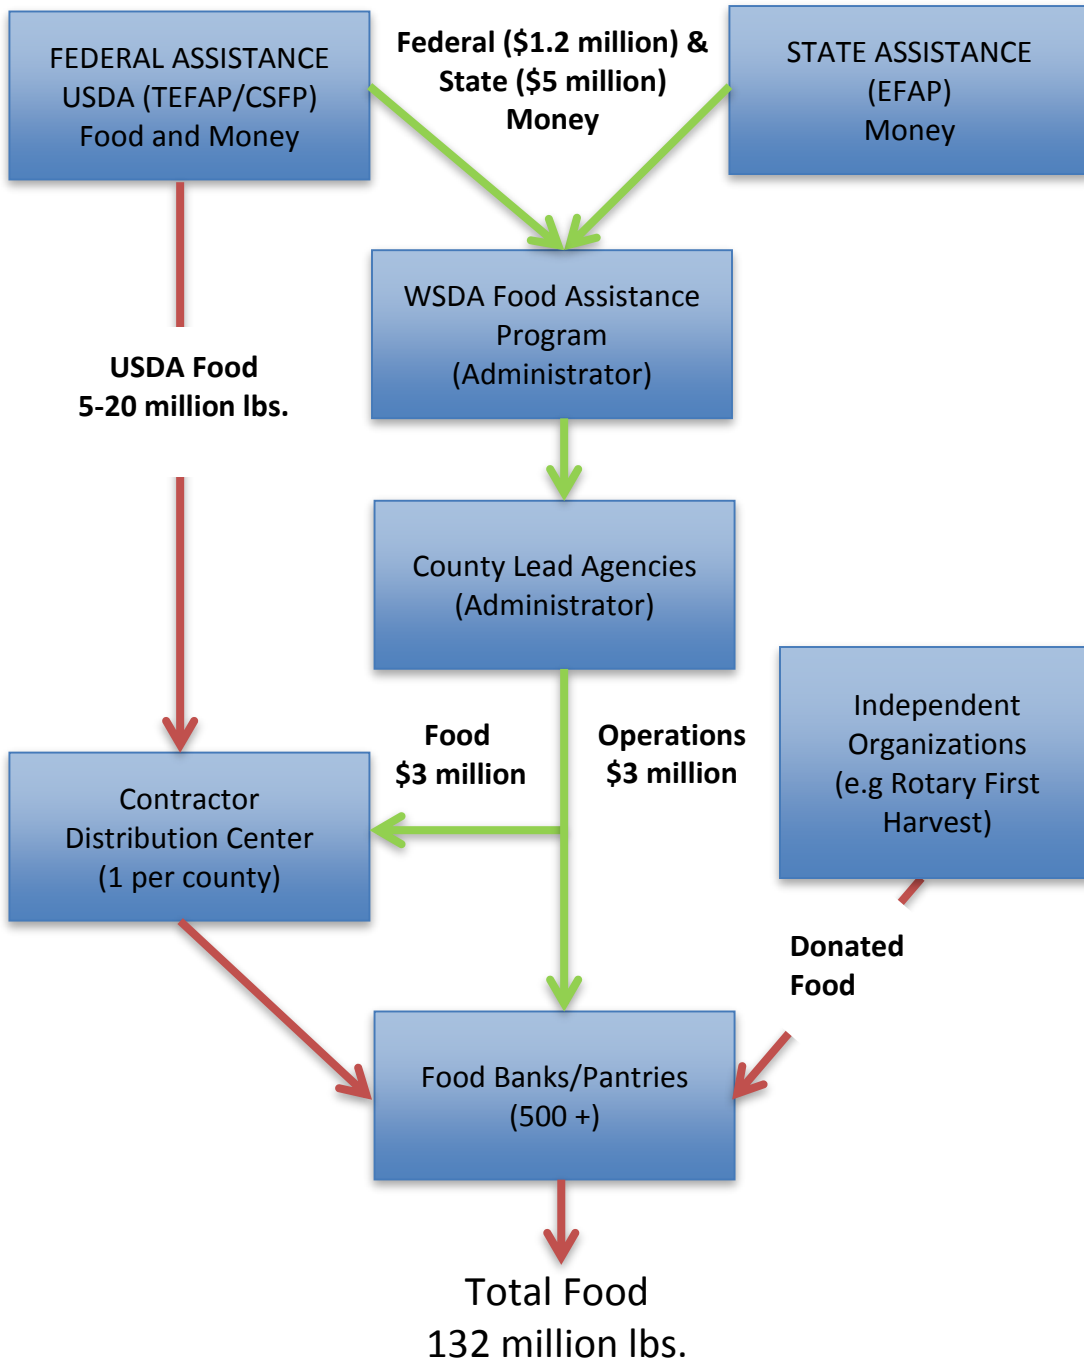 FEDERAL ASSISTANCE
USDA (TEFAP/CSFP)
Food and Money
Federal ($1.2 million) &
State ($5 million)
Money
STATE ASSISTANCE
(EFAP)
Money
WSDA Food Assistance
Program
(Administrator)
USDA Food
5-20 million lbs.
County Lead Agencies
(Administrator)
Food
$3 million
Operations
$3 million
Independent
Organizations
(e.g Rotary First
Harvest)
Contractor
Distribution Center
(1 per county)
Donated
Food
Food Banks/Pantries
(500 +)
Total Food
132 million lbs.